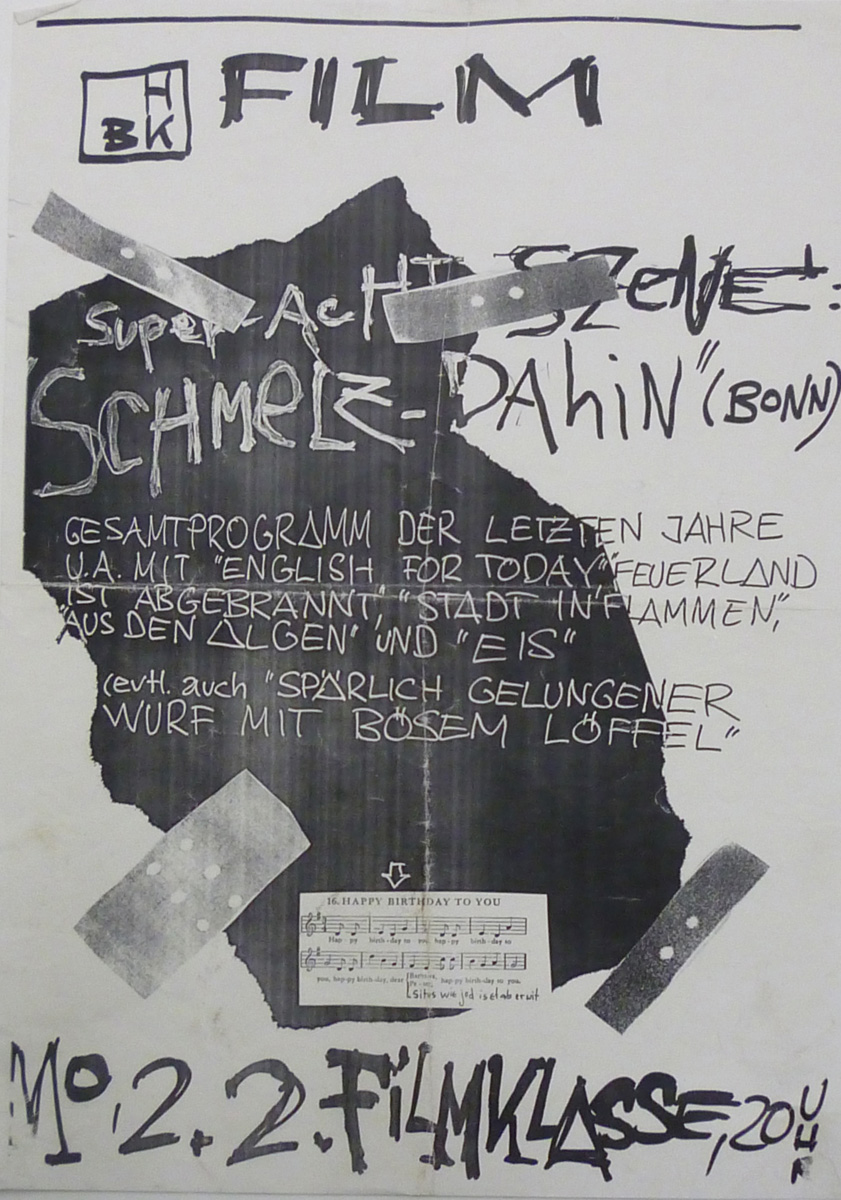 HBK FILM
SUPER-ACHT SZENE:
"SCHMELZ-DAHIN" (BONN)
GESAMTPROGRAMM DER LETZTEN JAHRE
U.A. MIT "ENGLISH FOR TODAY" "FEUERLAND
IST ABGEBRANNT", "STADT IN FLAMMEN",
"AUS DEN ALGEN" UND "EIS"
(evtl. auch "SPÄRLICH GELUNGENER
WURF MIT BÖSEM LÖFFEL"
16. HAPPY BIRTHDAY TO YOU
Hap - py birth - day to you, hap - py birth - day to
you, hap-py birth-day, dear hap-py birth-day to you.
MO, 2.2. FILMKLASSE, 20 UHR